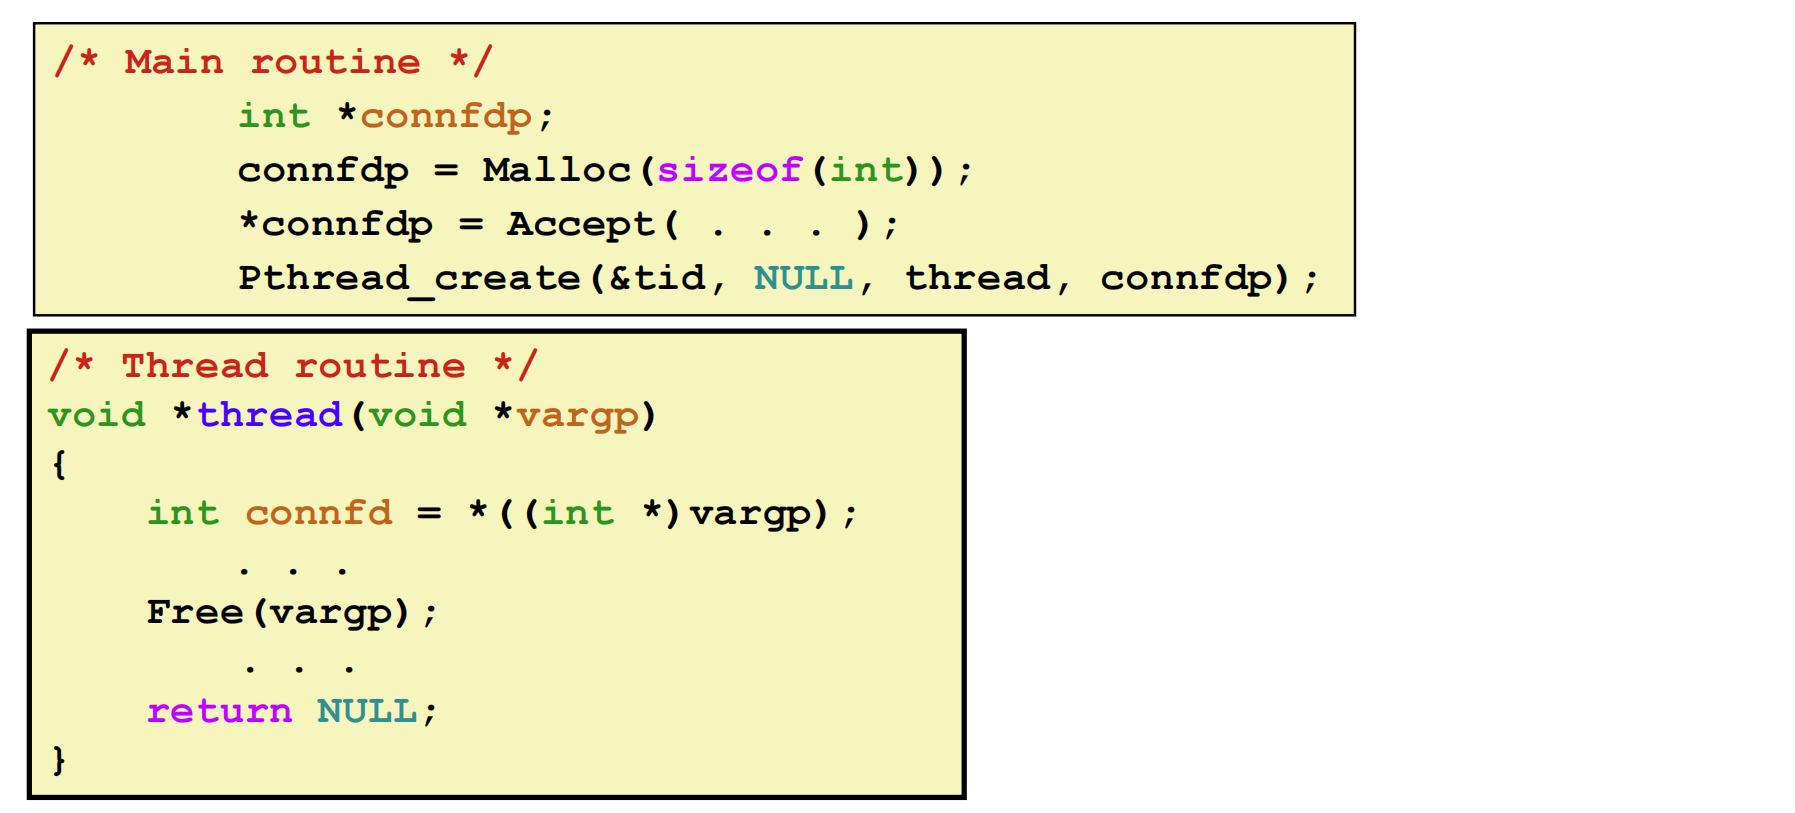 /* Main routine */
int *connfdp;
connfdp = Malloc(sizeof(int));
*connfdp = Accept( . . . );
Pthread_create(&tid, NULL, thread, connfdp);
/* Thread routine */
void *thread(void *vargp)
{
int connfd = *((int *)vargp);
. . .
Free(vargp);
. . .
return NULL;
}